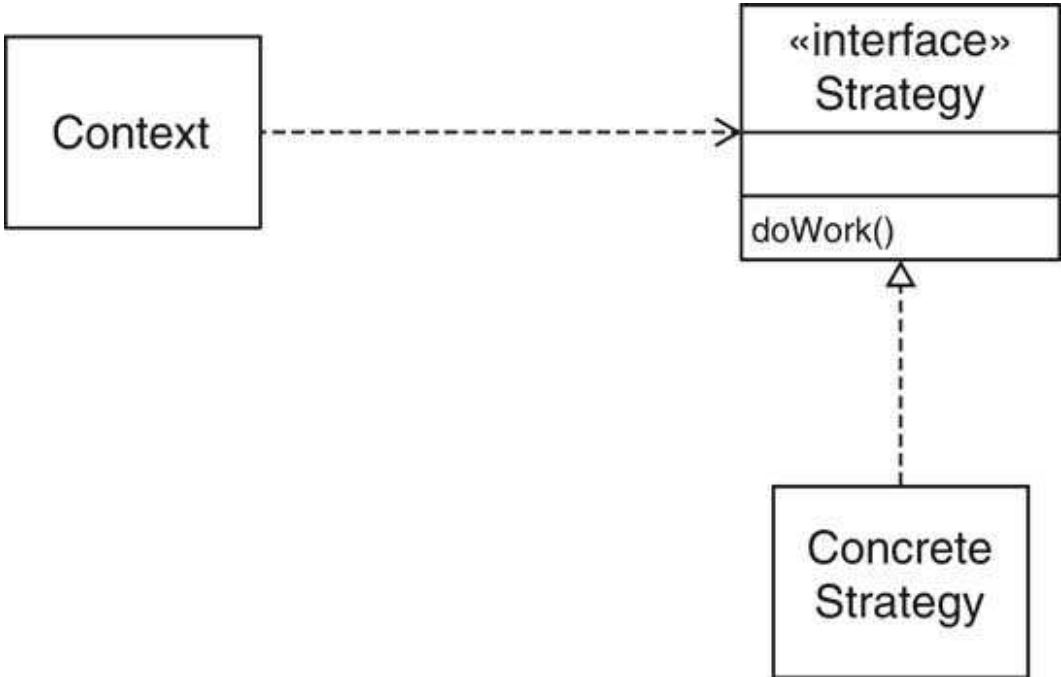 Context
«interface»
Strategy
doWork()
Concrete
Strategy